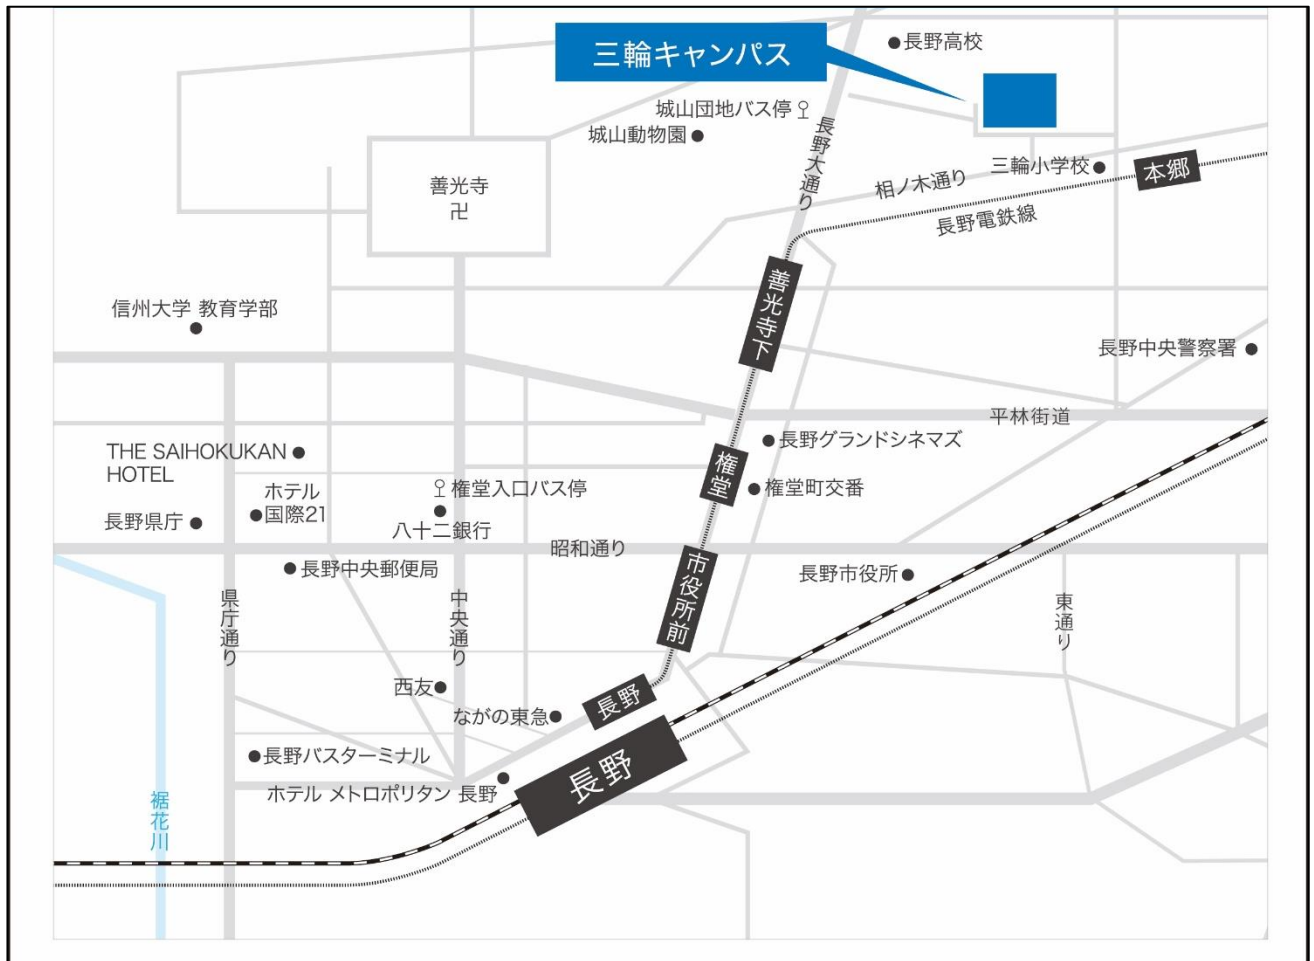 三輪キャンパス
長野高校
城山団地バス停
城山動物園
長野大通り
善光寺
卍
三輪小学校
本郷
相ノ木通り
長野電鉄線
善光寺下
信州大学 教育学部
長野中央警察署
平林街道
長野グランドシネマズ
THE SAIHOKUKAN
HOTEL
権堂
ホテル
国際21
権堂入口バス停
権堂町交番
長野県庁
八十二銀行
昭和通り
長野中央郵便局
市役所前
長野市役所
県庁通り
中央通り
東通り
西友
長野
ながの東急
長野バスターミナル
長野
ホテル メトロポリタン 長野
裾花川